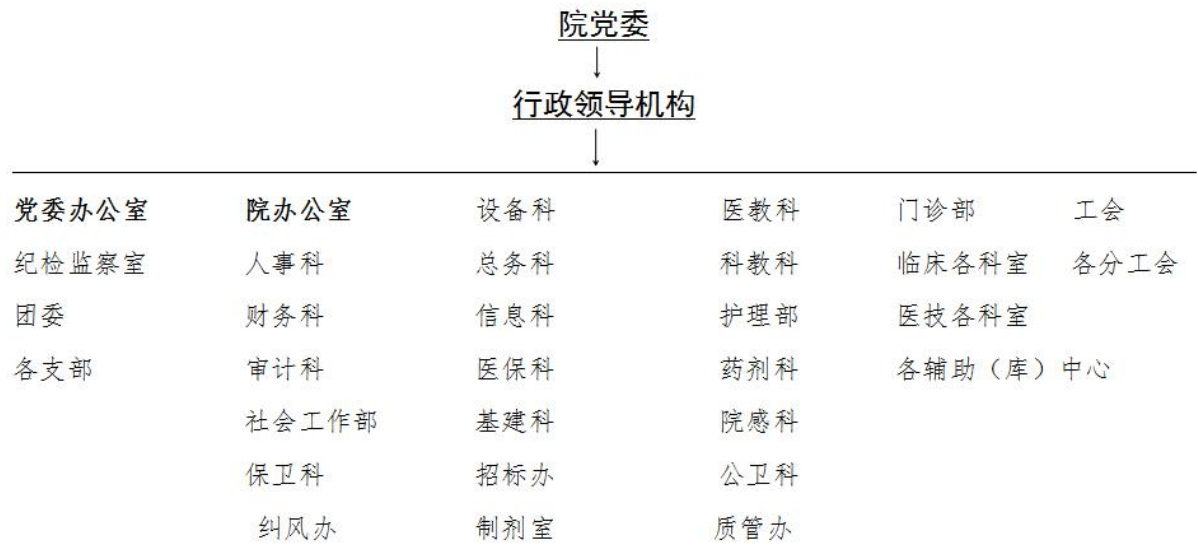 院党委
行政领导机构
党委办公室 院办公室 设备科 医教科 门诊部 工会
纪检监察室 人事科 总务科 科教科 临床各科室 各分工会
团委 财务科 信息科 护理部 医技各科室
各支部 审计科 医保科 药剂科 各辅助（库）中心
社会工作部 基建科 院感科
保卫科 招标办 公卫科
纠风办 制剂室 质管办